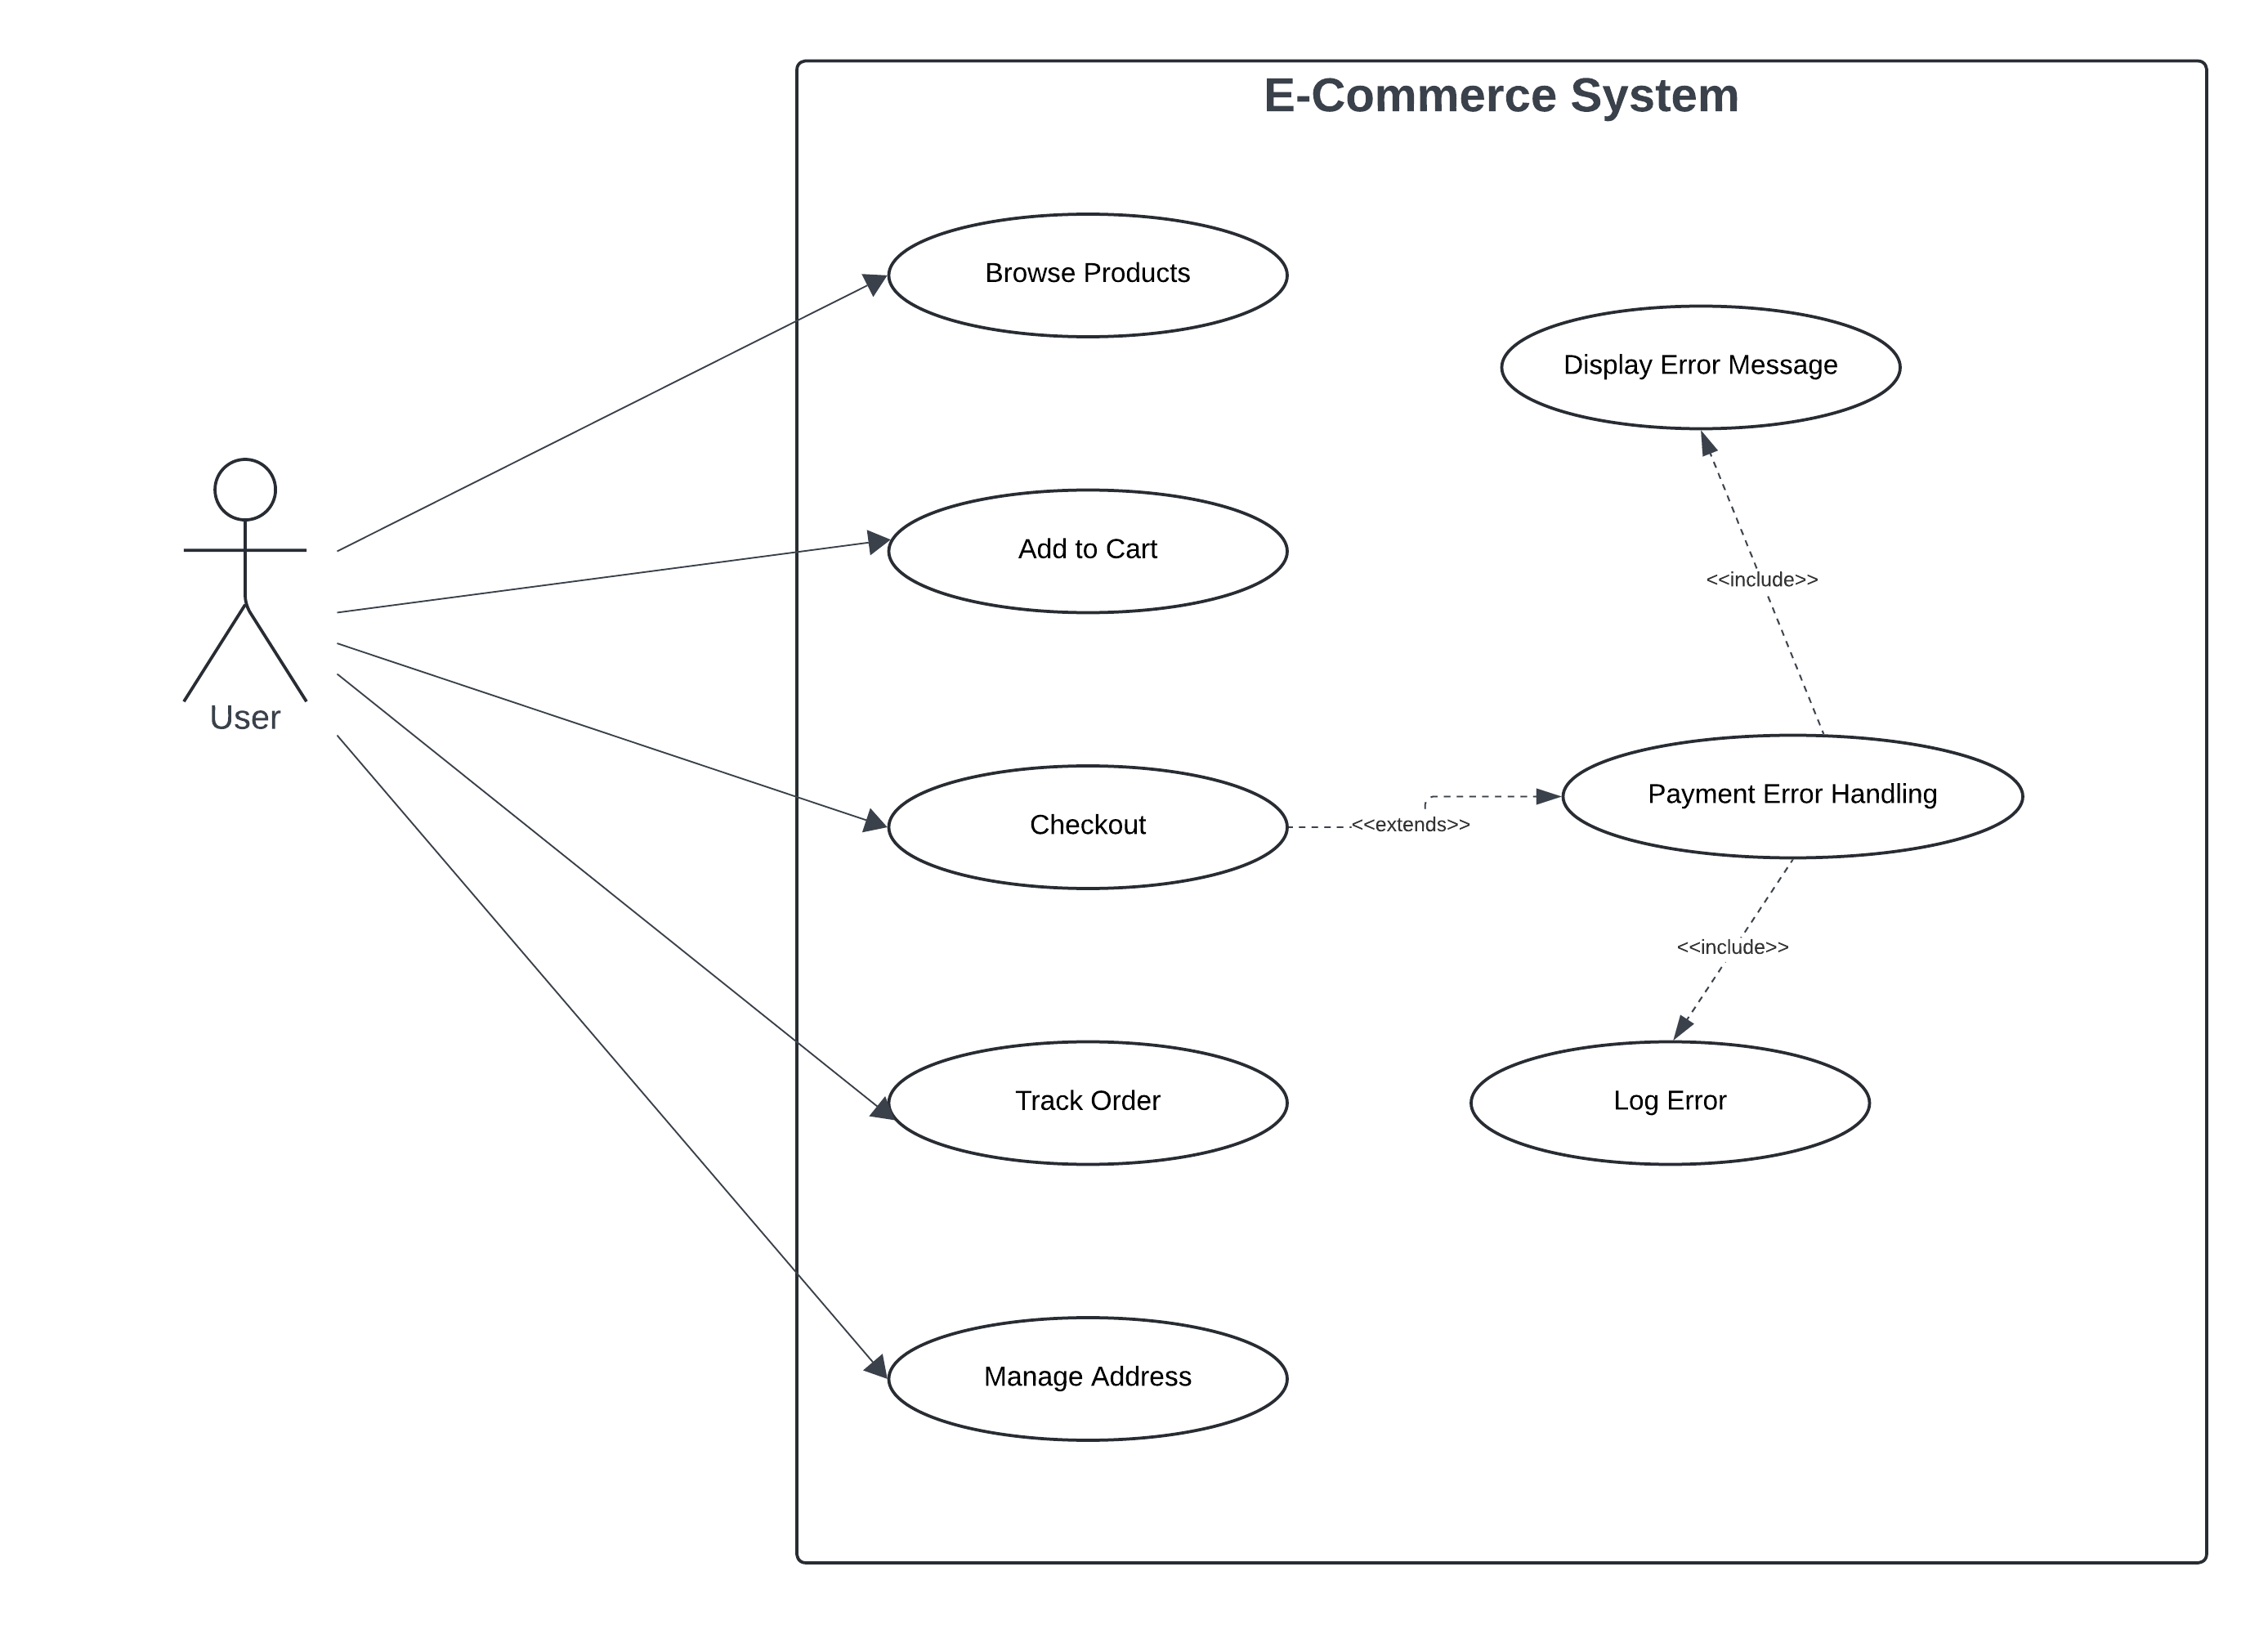 E-Commerce System
Browse Products
Display Error Message
Add to Cart
<<include>>
User
Payment Error Handling
Checkout
<<extends>>
<<include>>
Track Order
Log Error
Manage Address